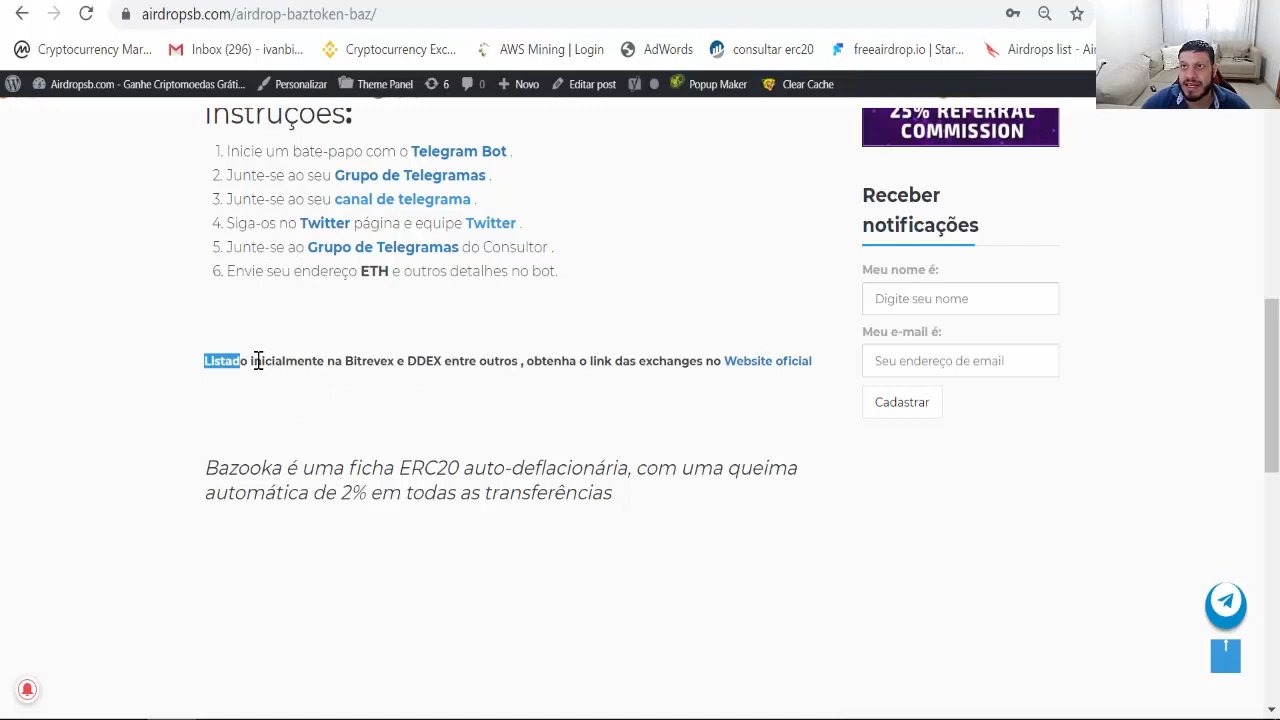 airdropsb.com/airdrop-baztoken-baz/
Cryptocurrency Mar... Inbox (296) - ivanbi... Cryptocurrency Exc... AWS Mining | Login AdWords consultar erc20 freeairdrop.io | Star... Airdrops list - Ai
Airdropsb.com - Ganhe Criptomoedas Gráti... Personalizar Theme Panel 6 0 Novo Editar post Popup Maker Clear Cache
instruções:
1. Inicie um bate-papo com o Telegram Bot .
2. Junte-se ao seu Grupo de Telegramas .
3. Junte-se ao seu canal de telegrama .
4. Siga-os no Twitter página e equipe Twitter .
5. Junte-se ao Grupo de Telegramas do Consultor .
6. Envie seu endereço ETH e outros detalhes no bot.
Listado inicialmente na Bitrevex e DDEX entre outros , obtenha o link das exchanges no Website oficial
Bazooka é uma ficha ERC20 auto-deflacionária, com uma queima
automática de 2% em todas as transferências
25% REFERRAL
COMMISSION
Receber
notificações
Meu nome é:
Digite seu nome
Meu e-mail é:
Seu endereço de email
Cadastrar